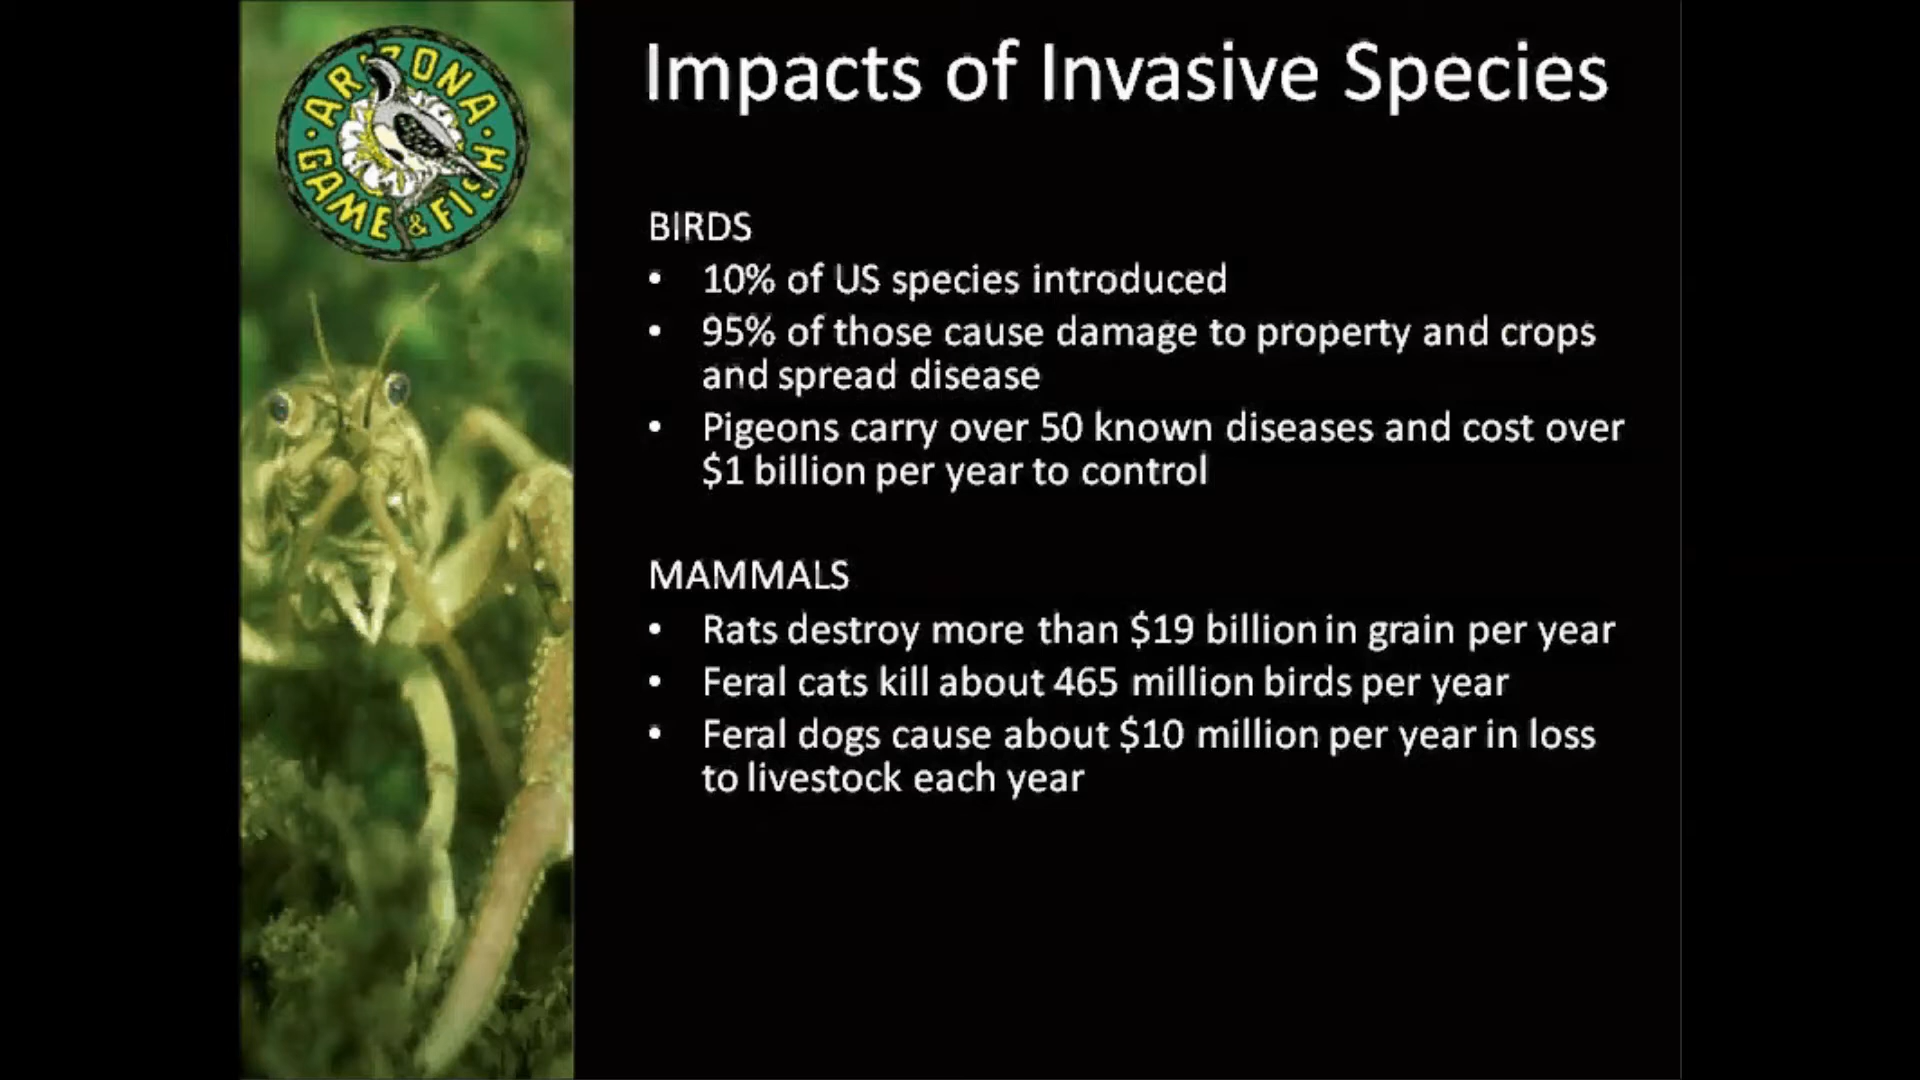 ARIZONA
GAME & FISH
Impacts of Invasive Species
BIRDS
• 10% of US species introduced
• 95% of those cause damage to property and crops
and spread disease
• Pigeons carry over 50 known diseases and cost over
$1 billion per year to control
MAMMALS
• Rats destroy more than $19 billion in grain per year
• Feral cats kill about 465 million birds per year
• Feral dogs cause about $10 million per year in loss
to livestock each year